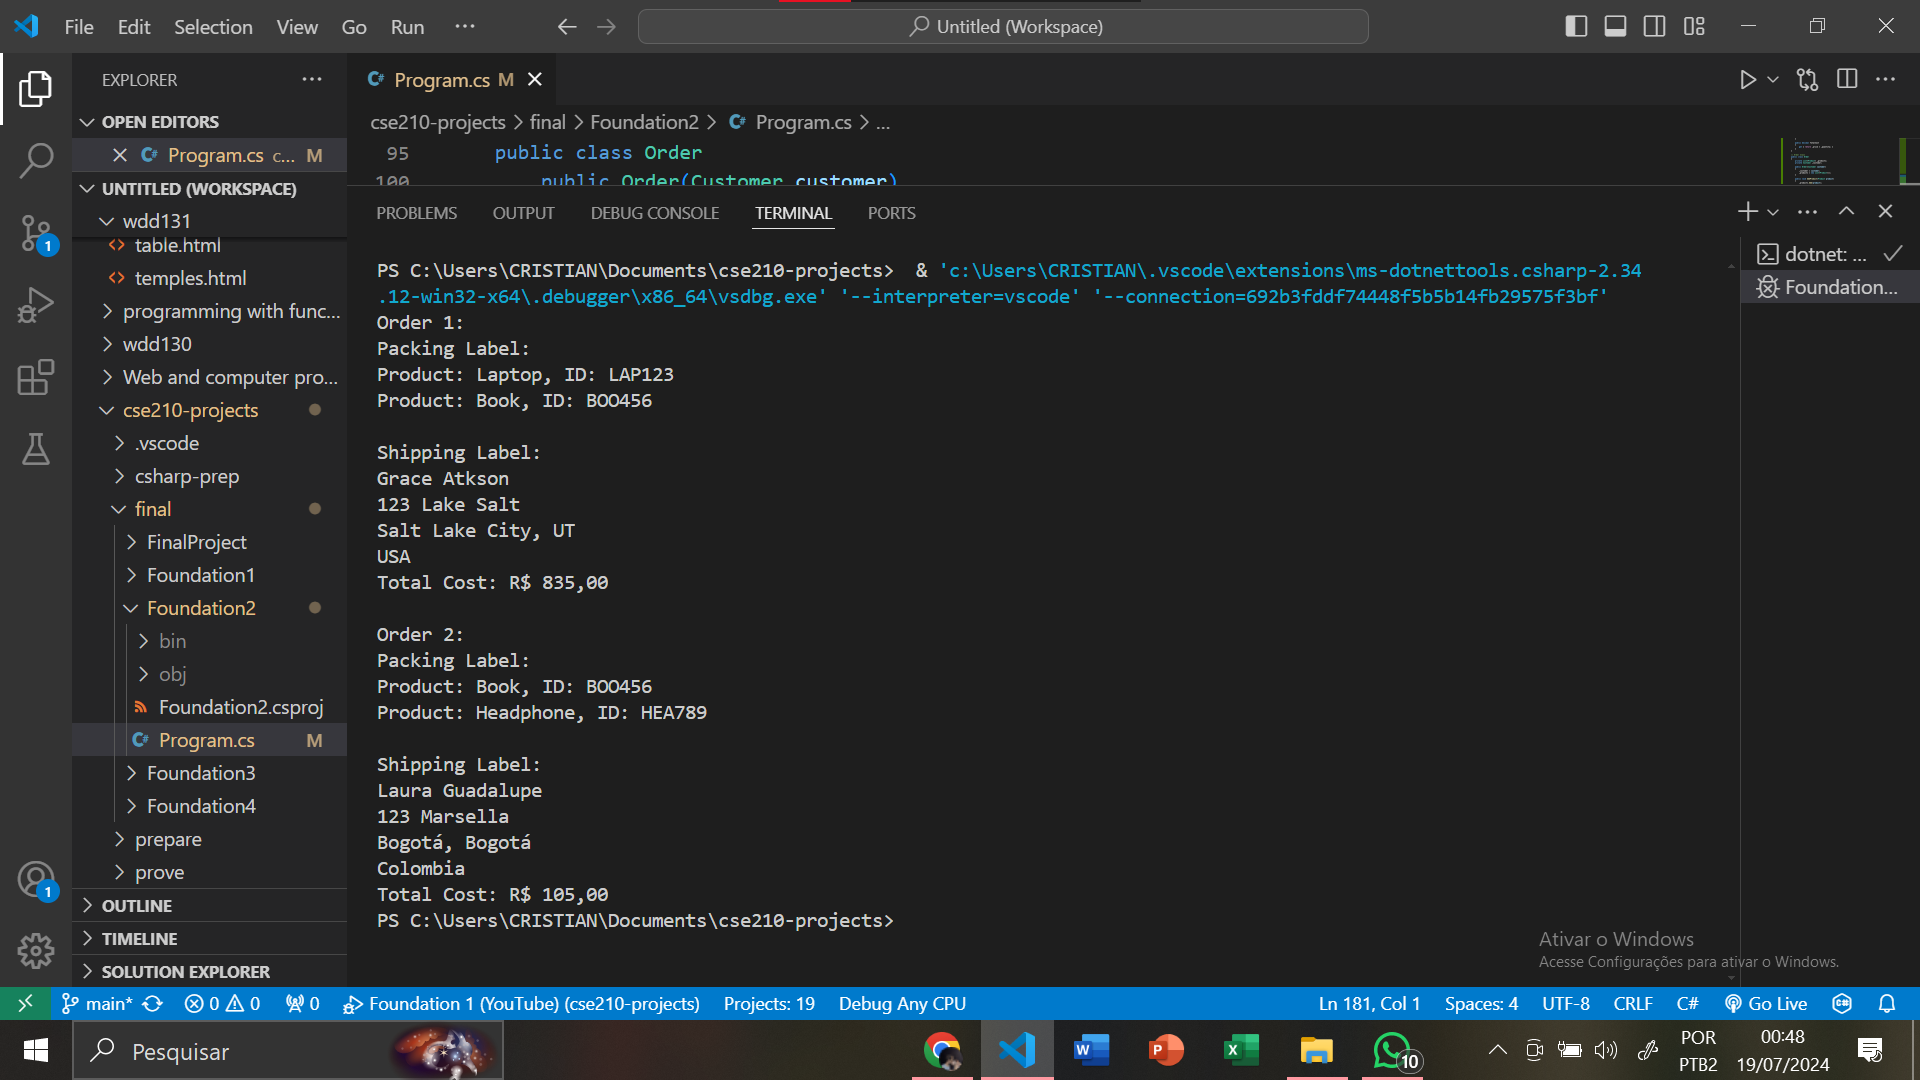 File Edit Selection View Go Run ··· Untitled (Workspace)
EXPLORER ···
OPEN EDITORS
Program.cs c... M
UNTITLED (WORKSPACE)
wdd131
table.html
temples.html
programming with func...
wdd130
Web and computer pro...
cse210-projects
.vscode
csharp-prep
final
FinalProject
Foundation1
Foundation2
bin
obj
Foundation2.csproj
Program.cs M
Foundation3
Foundation4
prepare
prove
OUTLINE
TIMELINE
SOLUTION EXPLORER
1
1
Program.cs M
cse210-projects > final > Foundation2 > Program.cs > ...
95 public class Order
100 public Order(Customer customer)
PROBLEMS OUTPUT DEBUG CONSOLE TERMINAL PORTS
dotnet: ...
Foundation...
PS C:\Users\CRISTIAN\Documents\cse210-projects> & 'c:\Users\CRISTIAN\.vscode\extensions\ms-dotnettools.csharp-2.34
.12-win32-x64\.debugger\x86_64\vsdbg.exe' '--interpreter=vscode' '--connection=692b3fddf74448f5b5b14fb29575f3bf'
Order 1:
Packing Label:
Product: Laptop, ID: LAP123
Product: Book, ID: BOO456
Shipping Label:
Grace Atkson
123 Lake Salt
Salt Lake City, UT
USA
Total Cost: R$ 835,00
Order 2:
Packing Label:
Product: Book, ID: BOO456
Product: Headphone, ID: HEA789
Shipping Label:
Laura Guadalupe
123 Marsella
Bogotá, Bogotá
Colombia
Total Cost: R$ 105,00
PS C:\Users\CRISTIAN\Documents\cse210-projects>
Ativar o Windows
Acesse Configurações para ativar o Windows.
main* 0 0 0 Foundation 1 (YouTube) (cse210-projects) Projects: 19 Debug Any CPU Ln 181, Col 1 Spaces: 4 UTF-8 CRLF C# Go Live
Pesquisar
10
POR
PTB2
00:48
19/07/2024